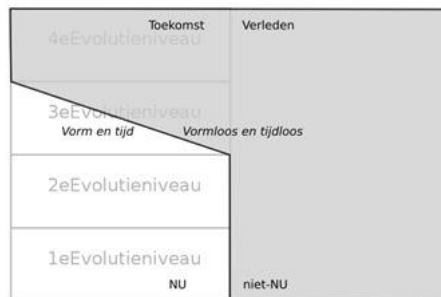 Toekomst Verleden
4eEvolutieniveau
3eEvolutieniveau
Vorm en tijd Vormloos en tijdloos
2eEvolutieniveau
1eEvolutieniveau
NU niet-NU